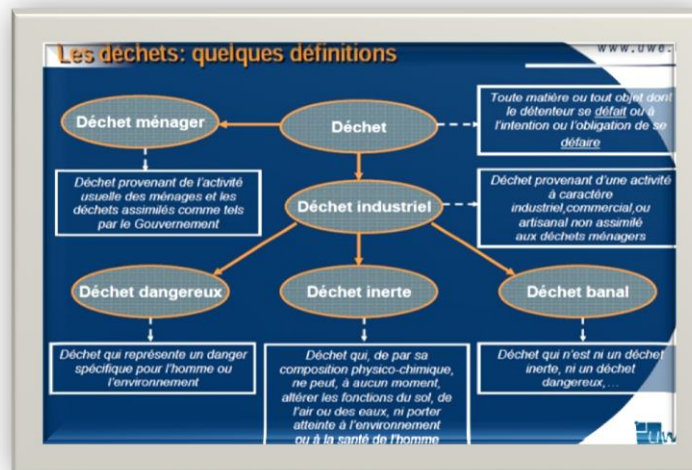 Les déchets: quelques définitions
www.uwe.
Déchet ménager
Déchet
Toute matière ou tout objet dont
le détenteur se défait ou à
l'intention ou l'obligation de se
défaire
Déchet provenant de l'activité
usuelle des ménages et les
déchets assimilés comme tels
par le Gouvernement
Déchet industriel
Déchet provenant d'une activité
à caractère
industriel,commercial,ou
artisanal non assimilé
aux déchets ménagers
Déchet dangereux
Déchet inerte
Déchet banal
Déchet qui représente un danger
spécifique pour l'homme ou
l'environnement
Déchet qui, de par sa
composition physico-chimique,
ne peut, à aucun moment,
altérer les fonctions du sol, de
l'air ou des eaux, ni porter
atteinte à l'environnement
ou à la santé de l'homme
Déchet qui n'est ni un déchet
inerte, ni un déchet
dangereux,...
uw